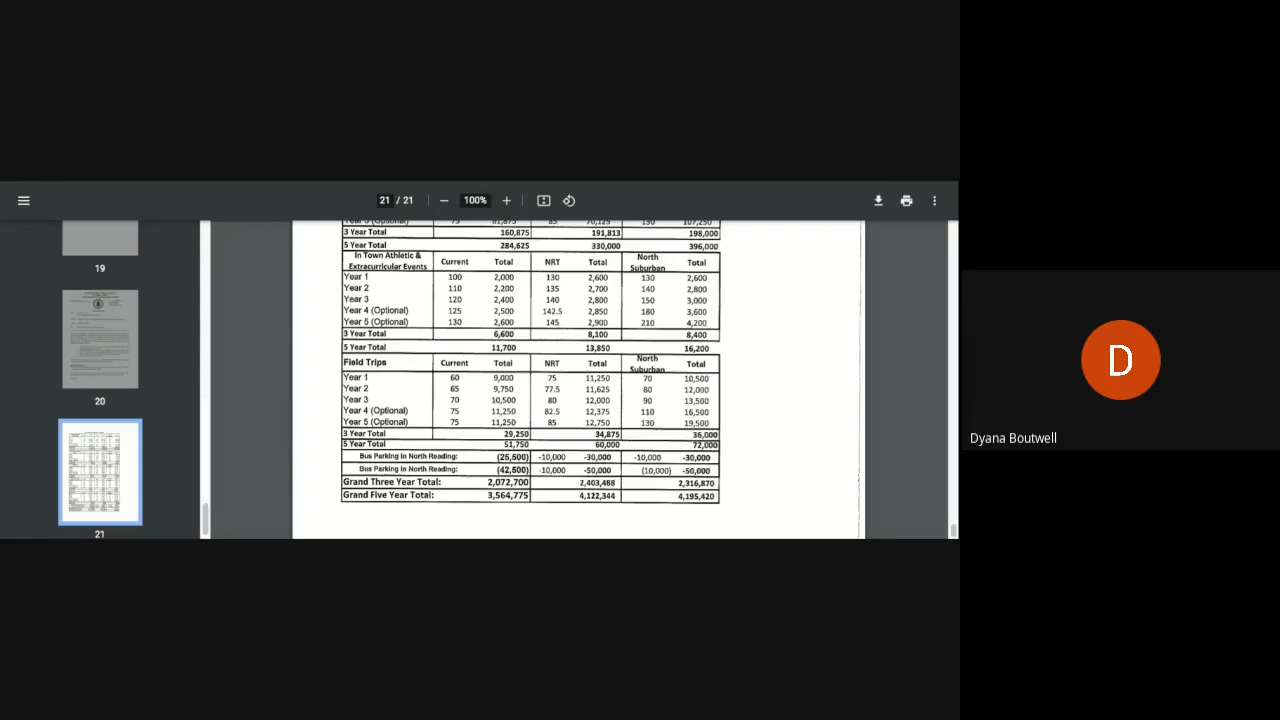 21 / 21
100%
19
20
21
Year 5 (Optional) 75 61,875 85 70,125 130 107,250
3 Year Total 160,875 191,813 198,000
5 Year Total 284,625 330,000 396,000
In Town Athletic & Extracurricular Events Current Total NRT Total North Suburban Total
Year 1 100 2,000 130 2,600 130 2,600
Year 2 110 2,200 135 2,700 140 2,800
Year 3 120 2,400 140 2,800 150 3,000
Year 4 (Optional) 125 2,500 142.5 2,850 180 3,600
Year 5 (Optional) 130 2,600 145 2,900 210 4,200
3 Year Total 6,600 8,100 8,400
5 Year Total 11,700 13,850 16,200
Field Trips Current Total NRT Total North Suburban Total
Year 1 60 9,000 75 11,250 70 10,500
Year 2 65 9,750 77.5 11,625 80 12,000
Year 3 70 10,500 80 12,000 90 13,500
Year 4 (Optional) 75 11,250 82.5 12,375 110 16,500
Year 5 (Optional) 75 11,250 85 12,750 130 19,500
3 Year Total 29,250 34,875 36,000
5 Year Total 51,750 60,000 72,000
Bus Parking in North Reading: (25,500) -10,000 -30,000 -10,000 -30,000
Bus Parking in North Reading: (42,500) -10,000 -50,000 (10,000) -50,000
Grand Three Year Total: 2,072,700 2,403,488 2,316,870
Grand Five Year Total: 3,564,775 4,122,344 4,195,420
D
Dyana Boutwell